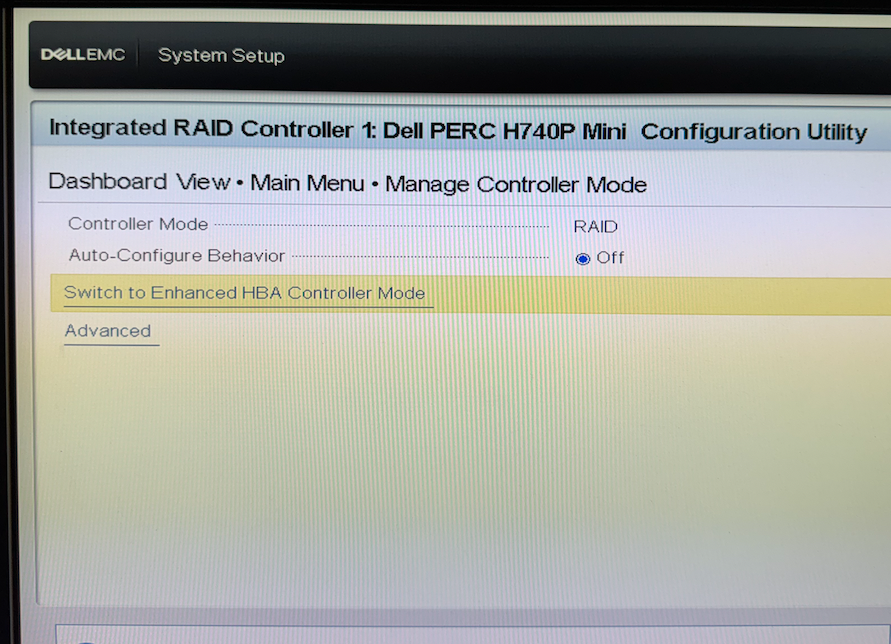 DELLEMC System Setup
Integrated RAID Controller 1: Dell PERC H740P Mini Configuration Utility
Dashboard View • Main Menu • Manage Controller Mode
Controller Mode RAID
Auto-Configure Behavior Off
Switch to Enhanced HBA Controller Mode
Advanced